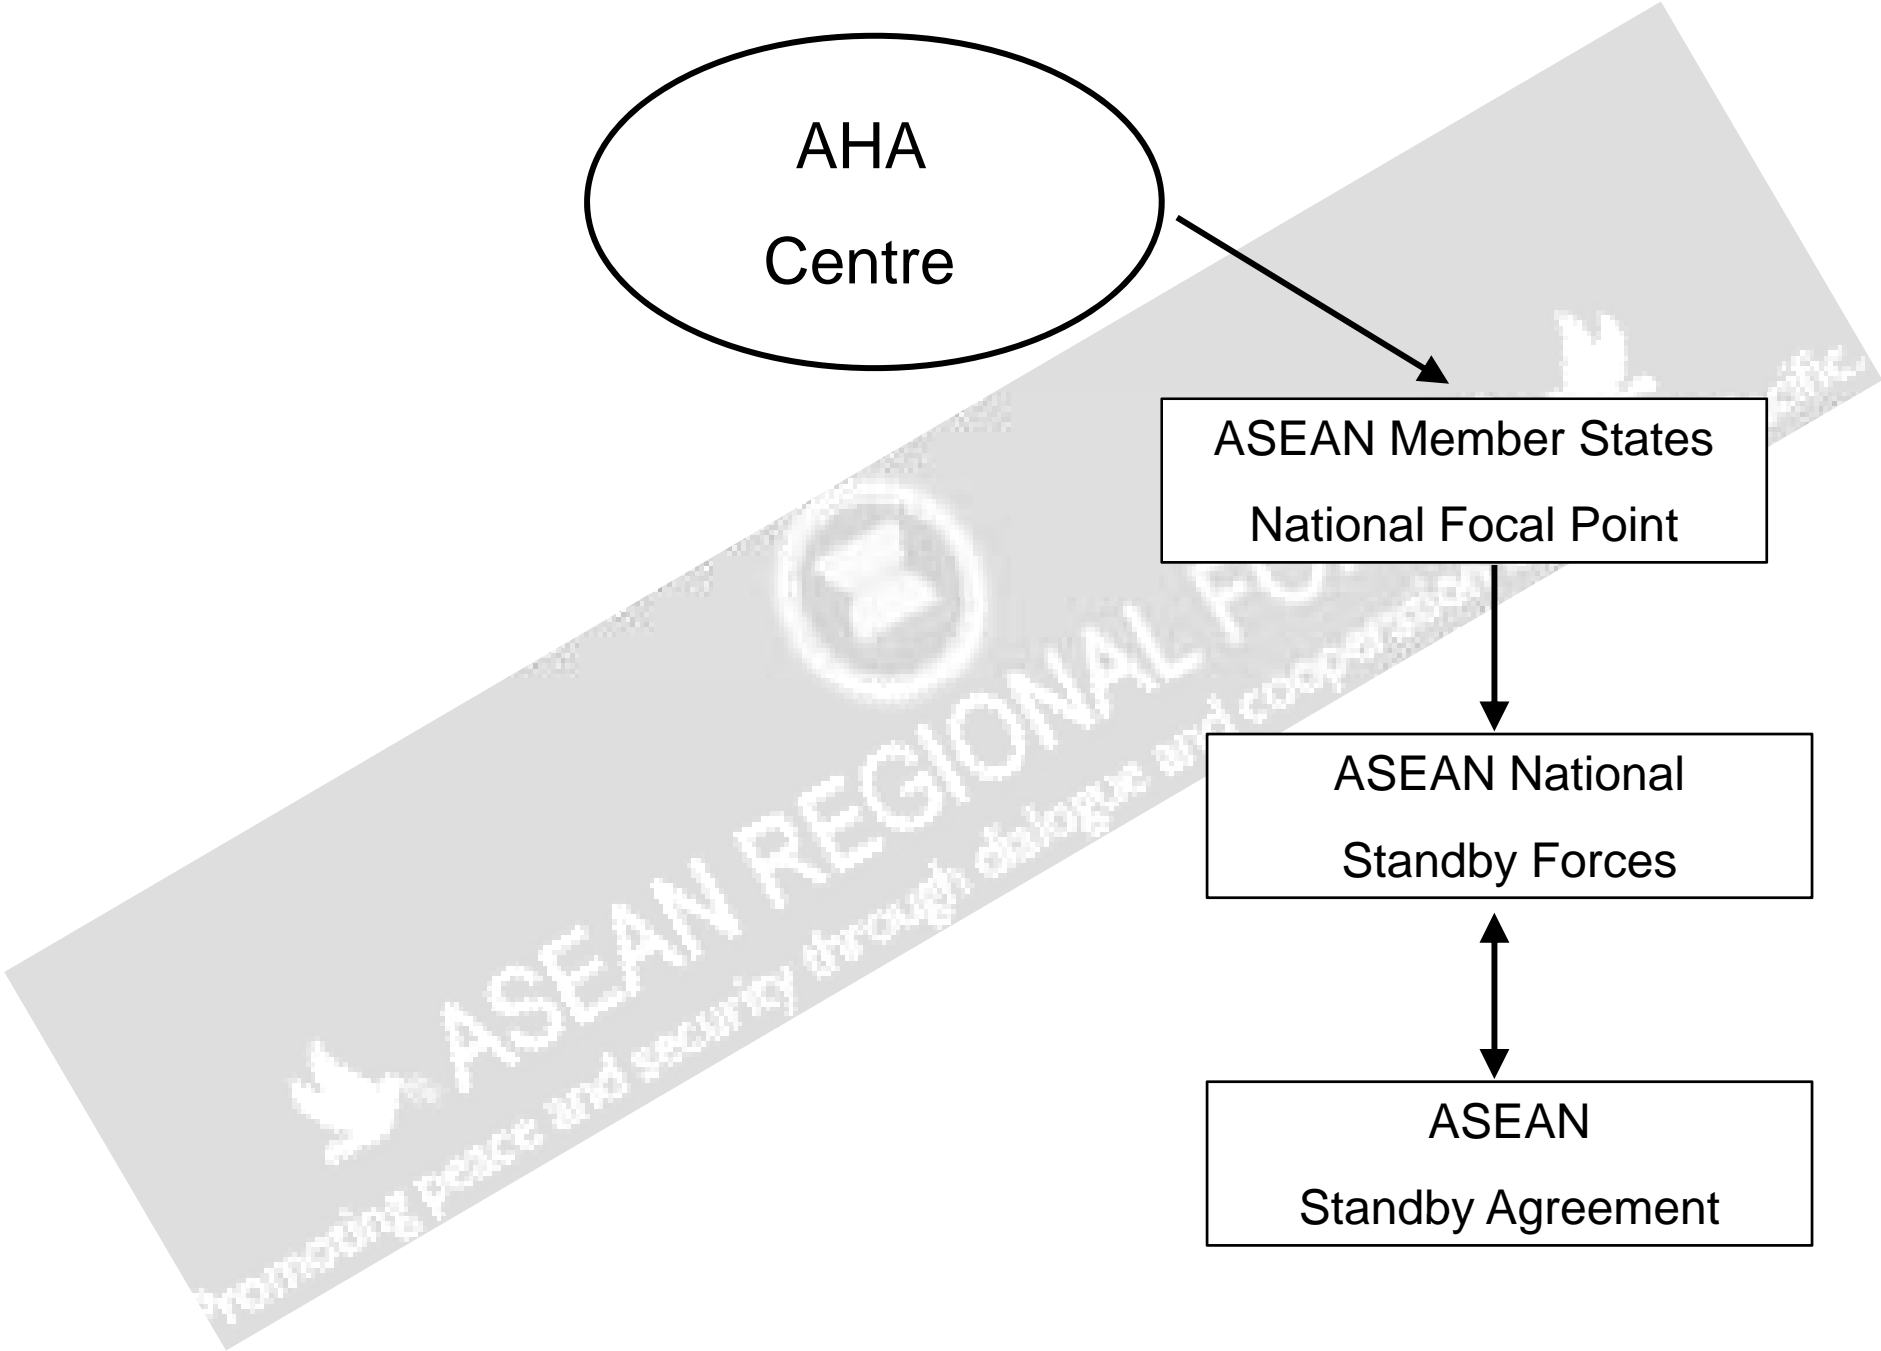 AHA
Centre
ASEAN Member States
National Focal Point
ASEAN National
Standby Forces
ASEAN
Standby Agreement
ASEAN REGIONAL
Promoting peace and security through dialogue and cooperation